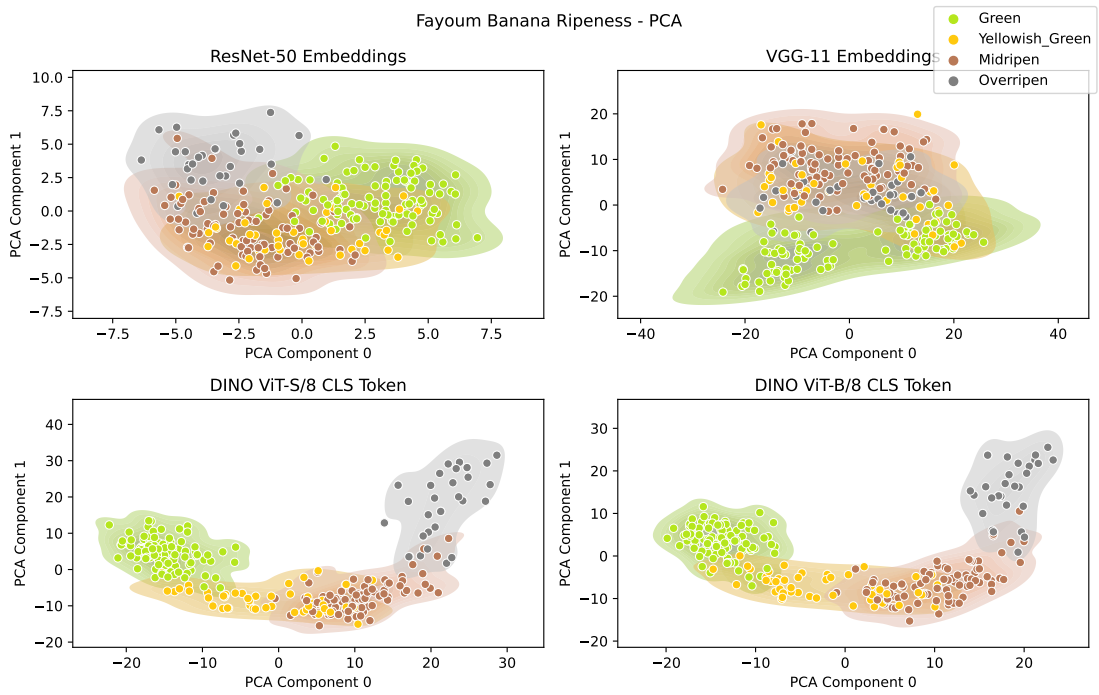 Fayoum Banana Ripeness - PCA
Green
Yellowish_Green
Midripen
Overripen
ResNet-50 Embeddings
PCA Component 1
10.0
7.5
5.0
2.5
0.0
−2.5
−5.0
−7.5
−7.5 −5.0 −2.5 0.0 2.5 5.0 7.5
PCA Component 0
VGG-11 Embeddings
PCA Component 1
20
10
0
−10
−20
−40 −20 0 20 40
PCA Component 0
DINO ViT-S/8 CLS Token
PCA Component 1
40
30
20
10
0
−10
−20
−20 −10 0 10 20 30
PCA Component 0
DINO ViT-B/8 CLS Token
PCA Component 1
30
20
10
0
−10
−20
−20 −10 0 10 20
PCA Component 0